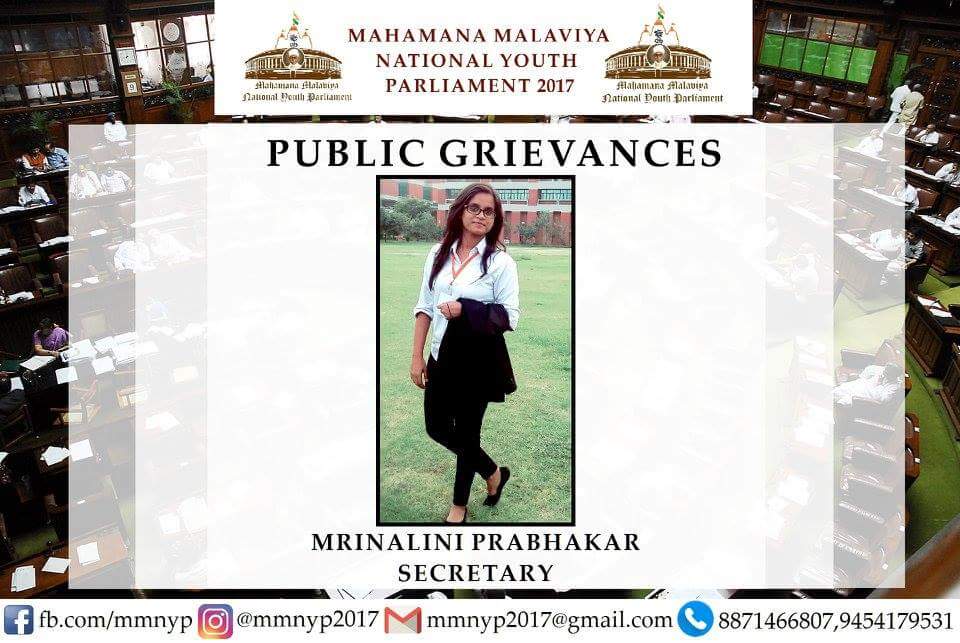 MAHAMANA MALAVIYA
NATIONAL YOUTH
PARLIAMENT 2017
Mahamana Malaviya
National Youth Parliament
Mahamana Malaviya
National Youth Parliament
PUBLIC GRIEVANCES
MRINALINI PRABHAKAR
SECRETARY
fb.com/mmnyp @mmnyp2017 mmnyp2017@gmail.com 8871466807,9454179531